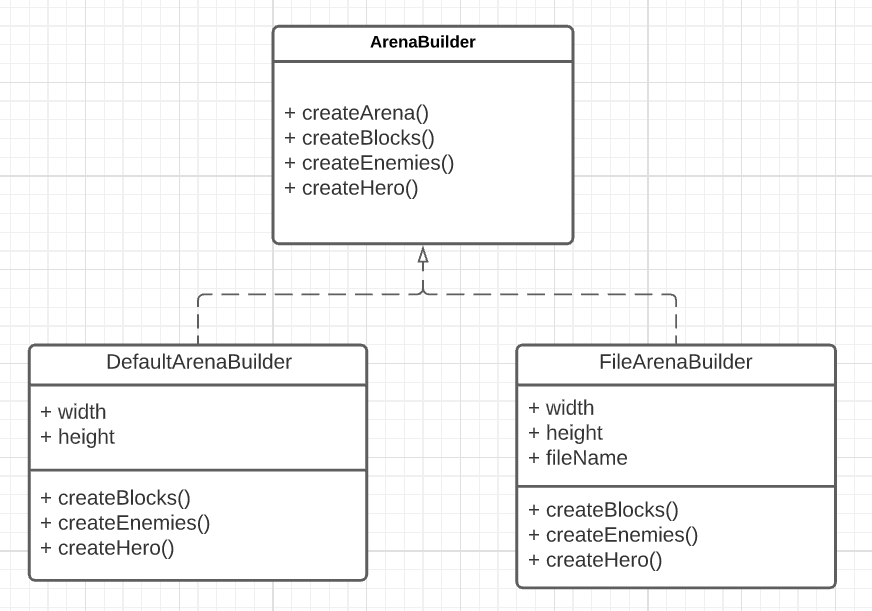 ArenaBuilder
+ createArena()
+ createBlocks()
+ createEnemies()
+ createHero()
DefaultArenaBuilder
+ width
+ height
+ createBlocks()
+ createEnemies()
+ createHero()
FileArenaBuilder
+ width
+ height
+ fileName
+ createBlocks()
+ createEnemies()
+ createHero()